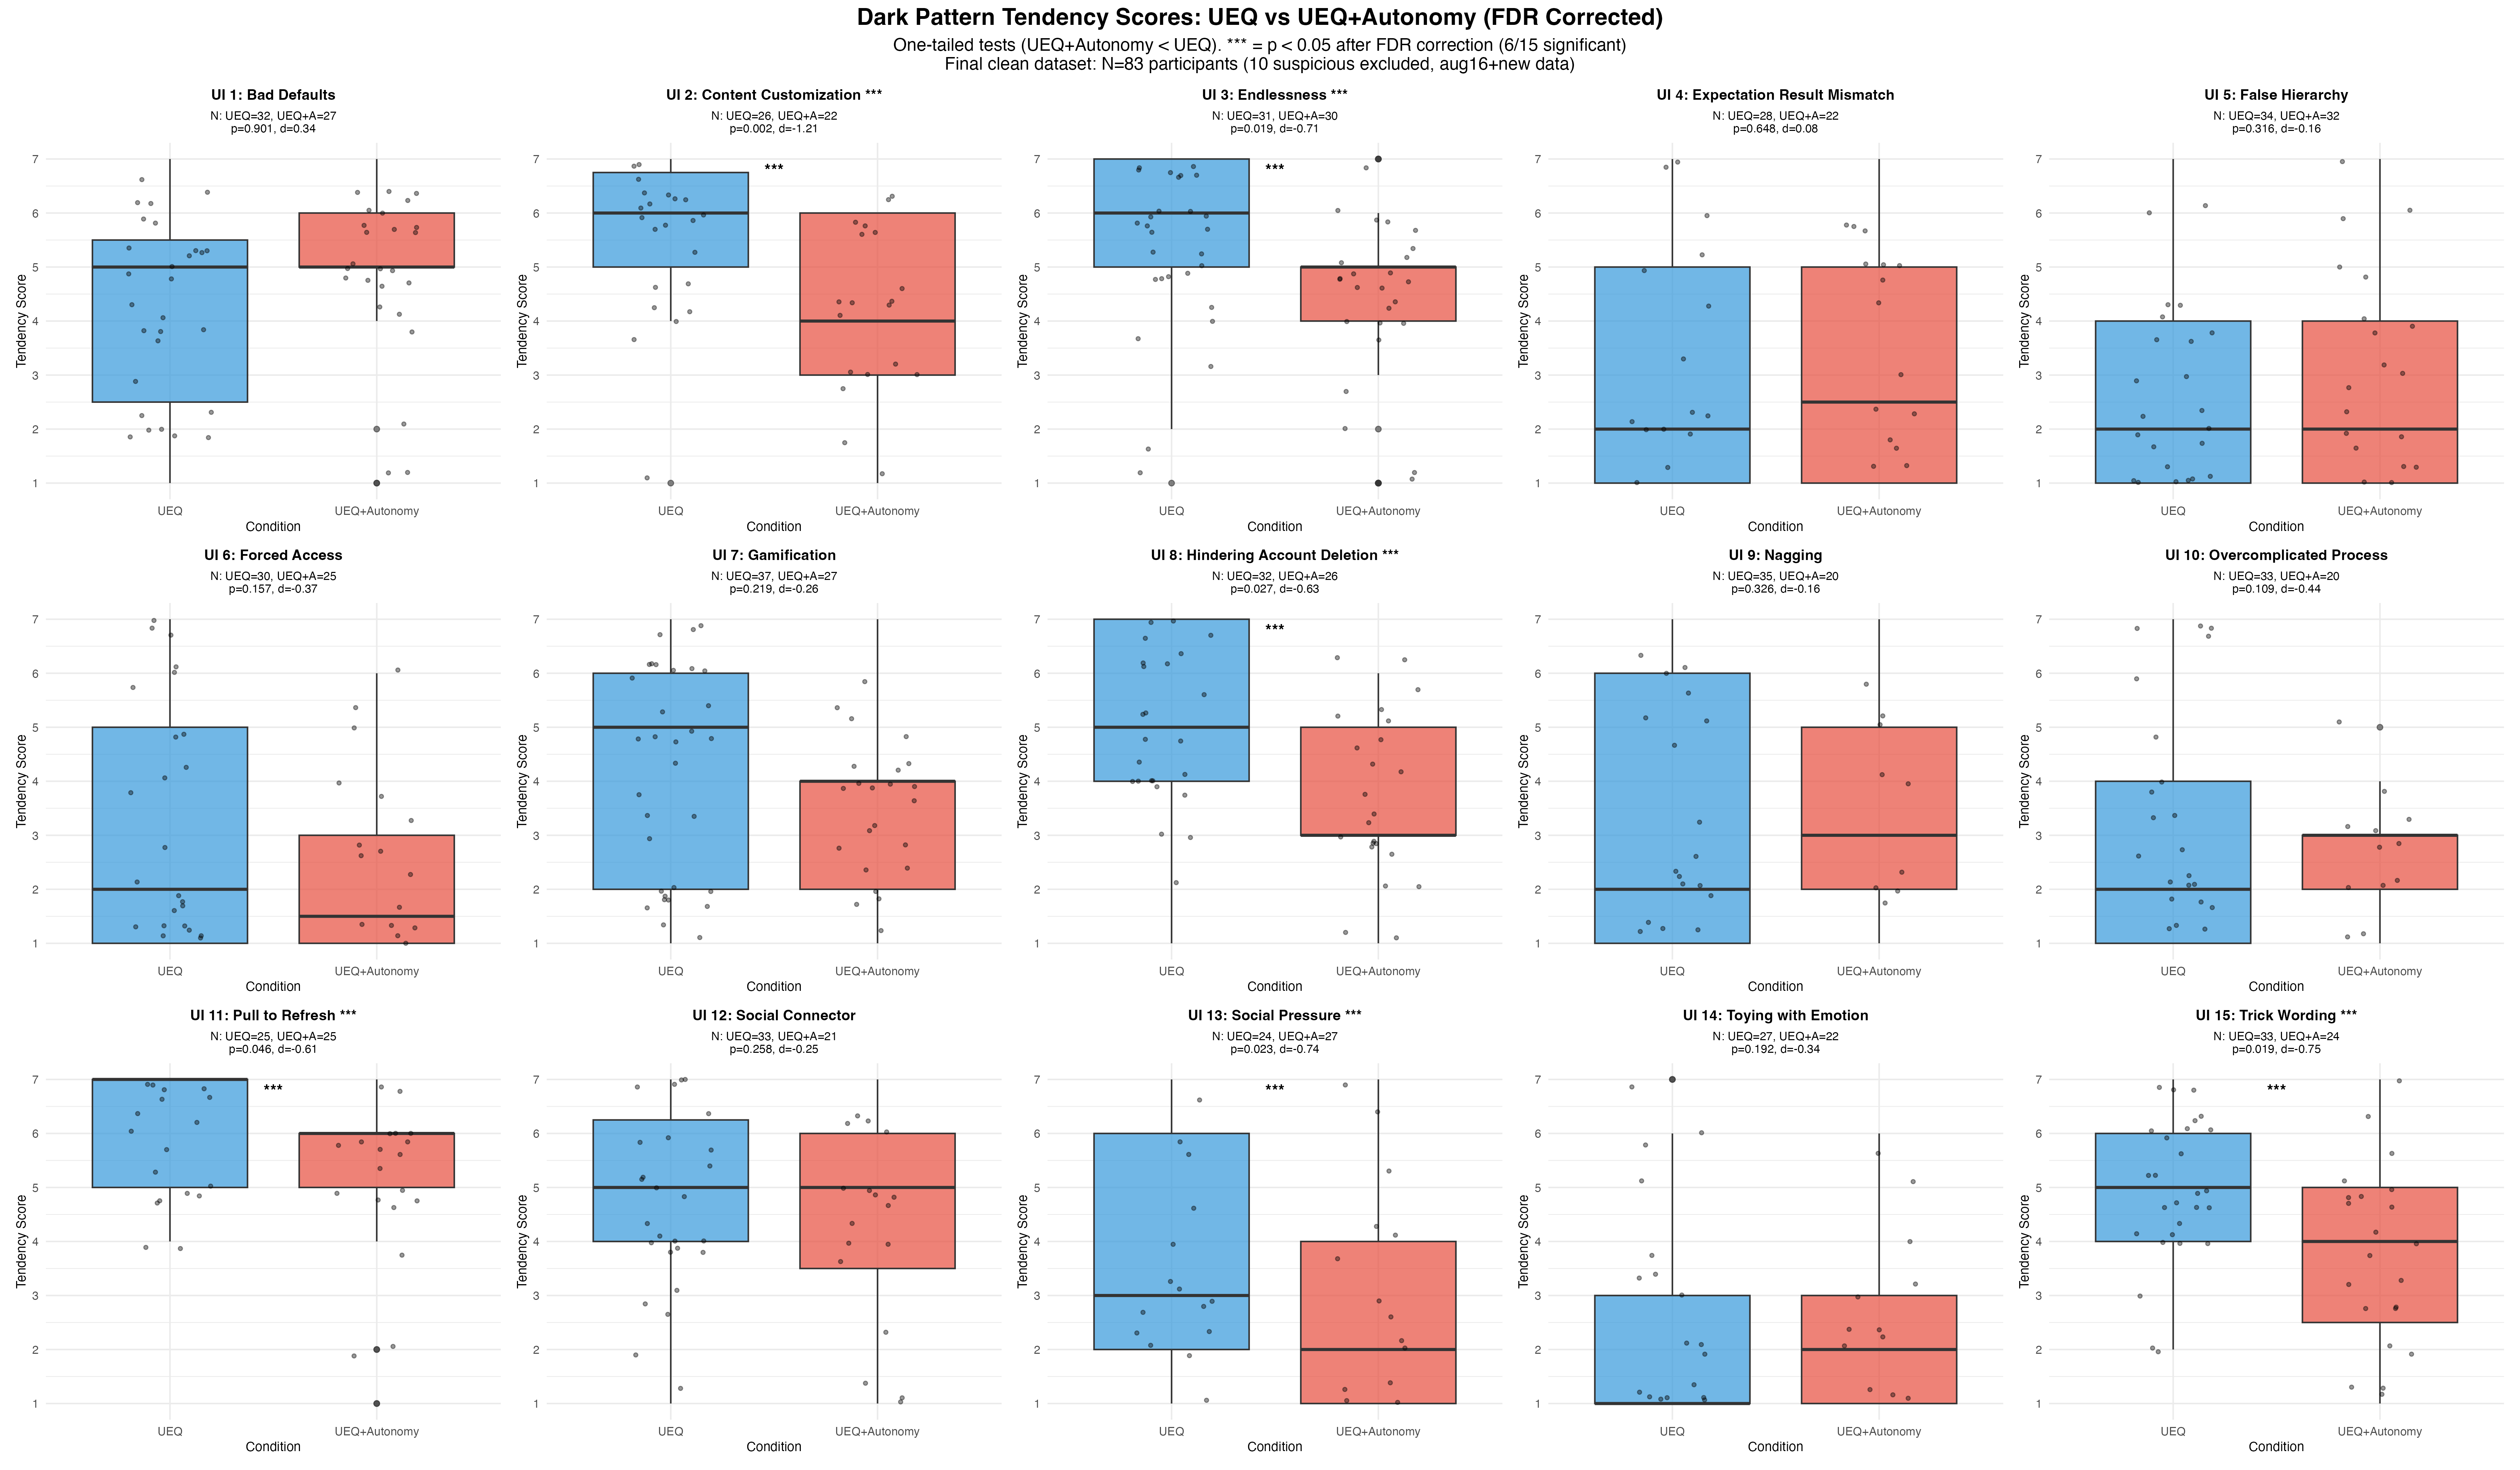 Dark Pattern Tendency Scores: UEQ vs UEQ+Autonomy (FDR Corrected)
One-tailed tests (UEQ+Autonomy < UEQ). *** = p < 0.05 after FDR correction (6/15 significant)
Final clean dataset: N=83 participants (10 suspicious excluded, aug16+new data)
UI 1: Bad Defaults
N: UEQ=32, UEQ+A=27
p=0.901, d=0.34
Tendency Score
7
6
5
4
3
2
1
UEQ
UEQ+Autonomy
Condition
UI 2: Content Customization ***
N: UEQ=26, UEQ+A=22
p=0.002, d=-1.21
***
Tendency Score
7
6
5
4
3
2
1
UEQ
UEQ+Autonomy
Condition
UI 3: Endlessness ***
N: UEQ=31, UEQ+A=30
p=0.019, d=-0.71
***
Tendency Score
7
6
5
4
3
2
1
UEQ
UEQ+Autonomy
Condition
UI 4: Expectation Result Mismatch
N: UEQ=28, UEQ+A=22
p=0.648, d=0.08
Tendency Score
7
6
5
4
3
2
1
UEQ
UEQ+Autonomy
Condition
UI 5: False Hierarchy
N: UEQ=34, UEQ+A=32
p=0.316, d=-0.16
Tendency Score
7
6
5
4
3
2
1
UEQ
UEQ+Autonomy
Condition
UI 6: Forced Access
N: UEQ=30, UEQ+A=25
p=0.157, d=-0.37
Tendency Score
7
6
5
4
3
2
1
UEQ
UEQ+Autonomy
Condition
UI 7: Gamification
N: UEQ=37, UEQ+A=27
p=0.219, d=-0.26
Tendency Score
7
6
5
4
3
2
1
UEQ
UEQ+Autonomy
Condition
UI 8: Hindering Account Deletion ***
N: UEQ=32, UEQ+A=26
p=0.027, d=-0.63
***
Tendency Score
7
6
5
4
3
2
1
UEQ
UEQ+Autonomy
Condition
UI 9: Nagging
N: UEQ=35, UEQ+A=20
p=0.326, d=-0.16
Tendency Score
7
6
5
4
3
2
1
UEQ
UEQ+Autonomy
Condition
UI 10: Overcomplicated Process
N: UEQ=33, UEQ+A=20
p=0.109, d=-0.44
Tendency Score
7
6
5
4
3
2
1
UEQ
UEQ+Autonomy
Condition
UI 11: Pull to Refresh ***
N: UEQ=25, UEQ+A=25
p=0.046, d=-0.61
***
Tendency Score
7
6
5
4
3
2
1
UEQ
UEQ+Autonomy
Condition
UI 12: Social Connector
N: UEQ=33, UEQ+A=21
p=0.258, d=-0.25
Tendency Score
7
6
5
4
3
2
1
UEQ
UEQ+Autonomy
Condition
UI 13: Social Pressure ***
N: UEQ=24, UEQ+A=27
p=0.023, d=-0.74
***
Tendency Score
7
6
5
4
3
2
1
UEQ
UEQ+Autonomy
Condition
UI 14: Toying with Emotion
N: UEQ=27, UEQ+A=22
p=0.192, d=-0.34
Tendency Score
7
6
5
4
3
2
1
UEQ
UEQ+Autonomy
Condition
UI 15: Trick Wording ***
N: UEQ=33, UEQ+A=24
p=0.019, d=-0.75
***
Tendency Score
7
6
5
4
3
2
1
UEQ
UEQ+Autonomy
Condition